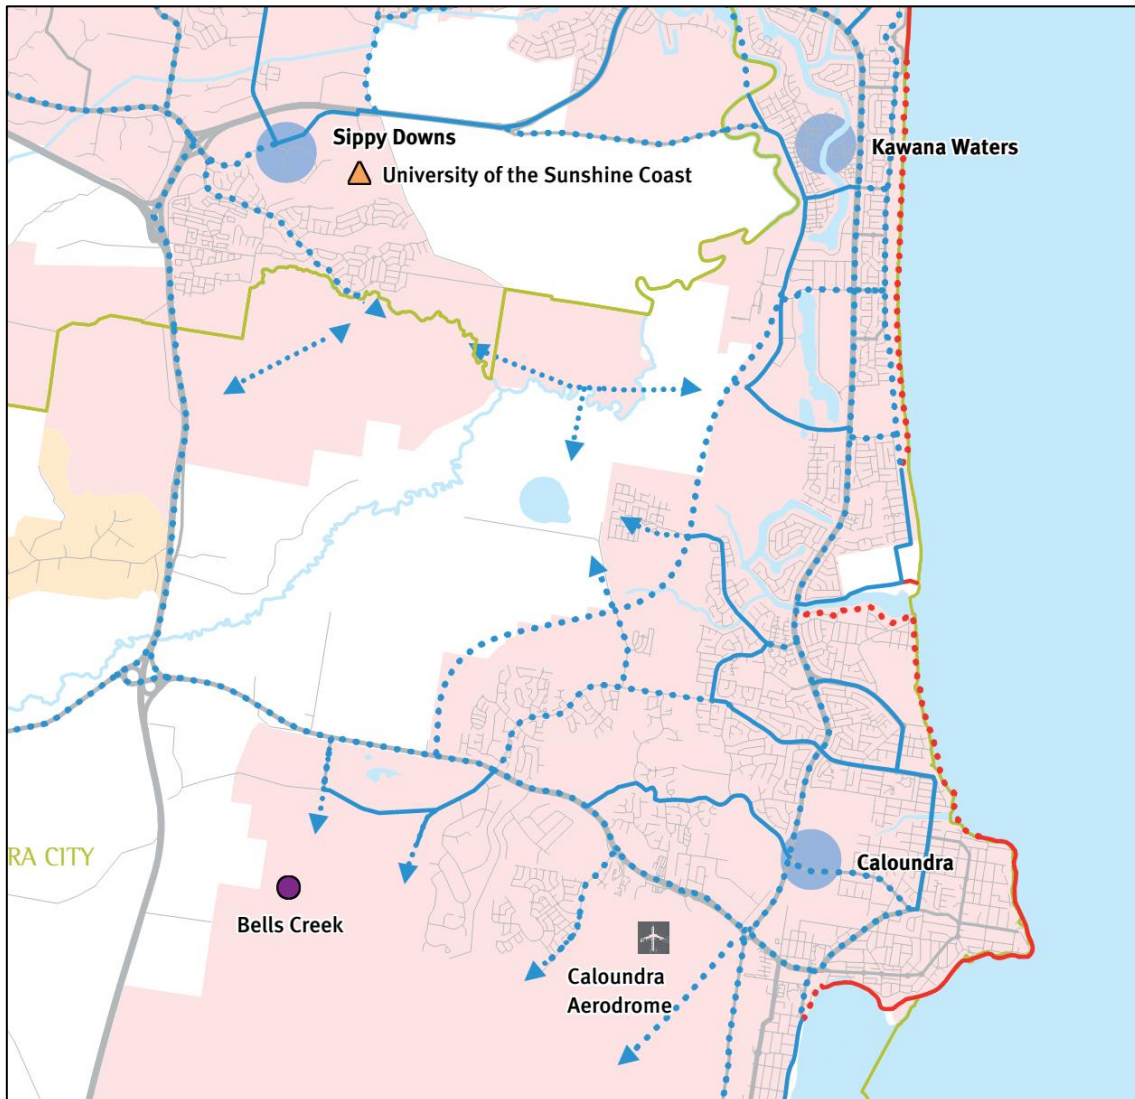 Sippy Downs
Kawana Waters
University of the Sunshine Coast
RA CITY
Caloundra
Bells Creek
Caloundra
Aerodrome